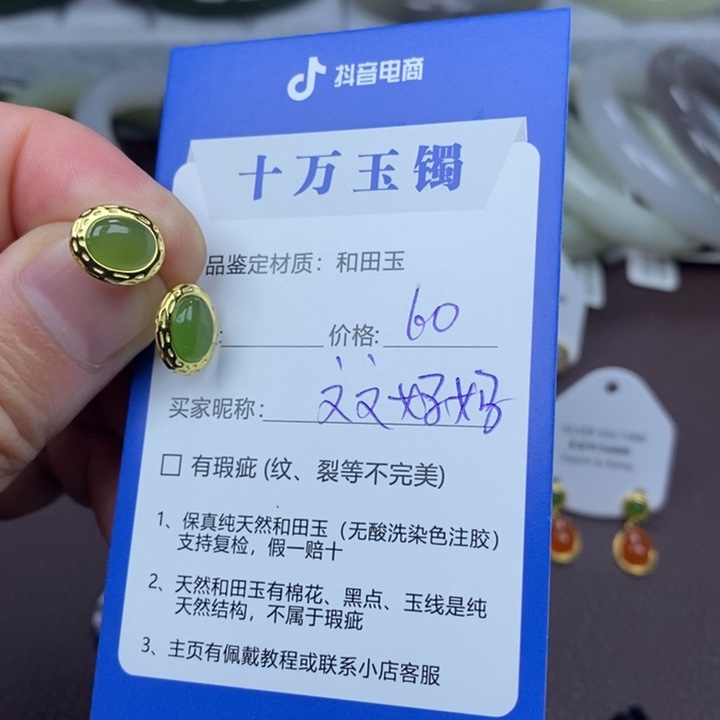 抖音电商
十万玉镯
品鉴定材质：和田玉
：价格: 60
买家昵称: 文文好好
有瑕疵 (纹、裂等不完美)
1、保真纯天然和田玉（无酸洗染色注胶）
支持复检，假一赔十
2、天然和田玉有棉花、黑点、玉线是纯
天然结构，不属于瑕疵
3、主页有佩戴教程或联系小店客服